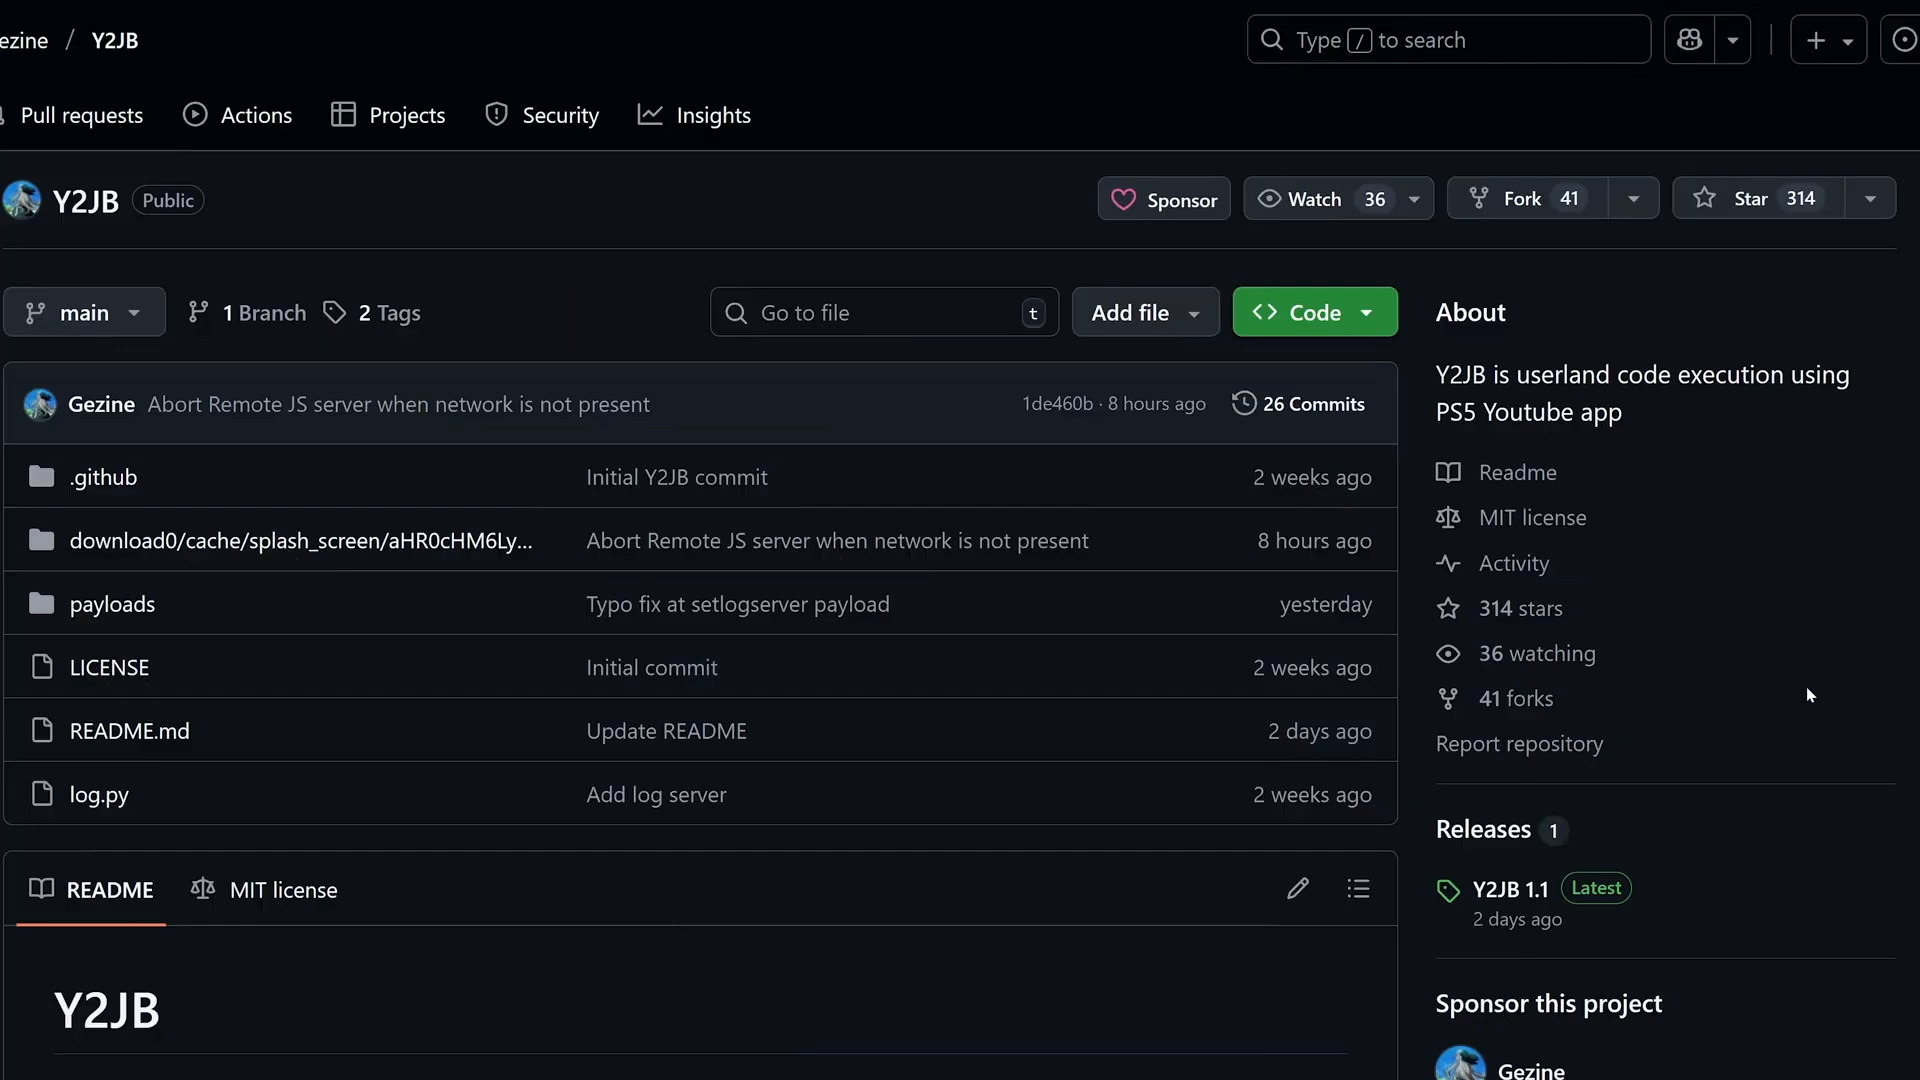 ezine / Y2JB
Type / to search
Pull requests Actions Projects Security Insights
Y2JB Public
Sponsor Watch 36 Fork 41 Star 314
main 1 Branch 2 Tags
Go to file t Add file Code
Gezine Abort Remote JS server when network is not present 1de460b · 8 hours ago 26 Commits
.github Initial Y2JB commit 2 weeks ago
download0/cache/splash_screen/aHR0cHM6Ly... Abort Remote JS server when network is not present 8 hours ago
payloads Typo fix at setlogserver payload yesterday
LICENSE Initial commit 2 weeks ago
README.md Update README 2 days ago
log.py Add log server 2 weeks ago
README MIT license
Y2JB
About
Y2JB is userland code execution using
PS5 Youtube app
Readme
MIT license
Activity
314 stars
36 watching
41 forks
Report repository
Releases 1
Y2JB 1.1 Latest
2 days ago
Sponsor this project
Gezine